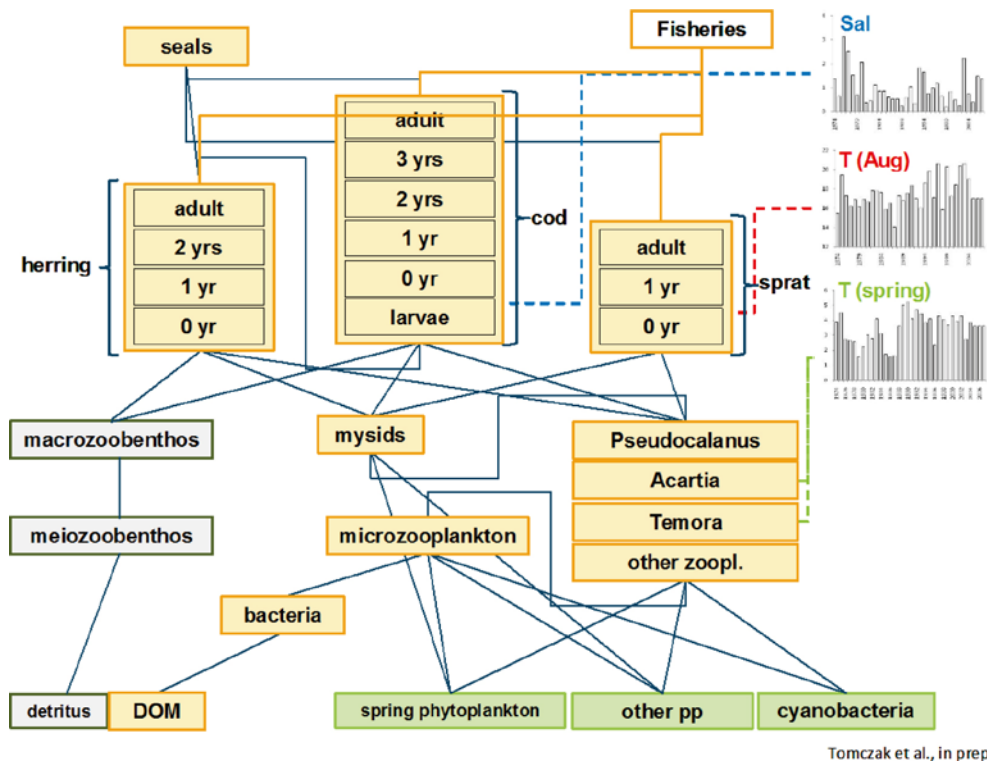 seals
Fisheries
Sal
adult
3 yrs
2 yrs
1 yr
0 yr
larvae
cod
herring
adult
2 yrs
1 yr
0 yr
adult
1 yr
0 yr
sprat
T (Aug)
T (spring)
macrozoobenthos
mysids
Pseudocalanus
Acartia
Temora
other zoopl.
meiozoobenthos
microzooplankton
bacteria
detritus
DOM
spring phytoplankton
other pp
cyanobacteria
Tomczak et al., in prep